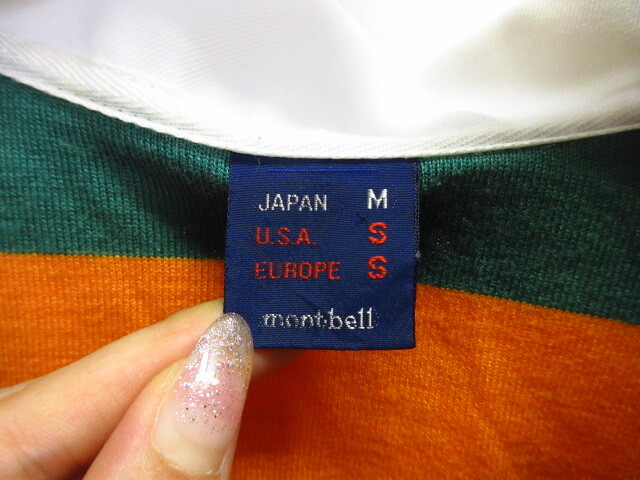 JAPAN M
U.S.A. S
EUROPE S
mont·bell